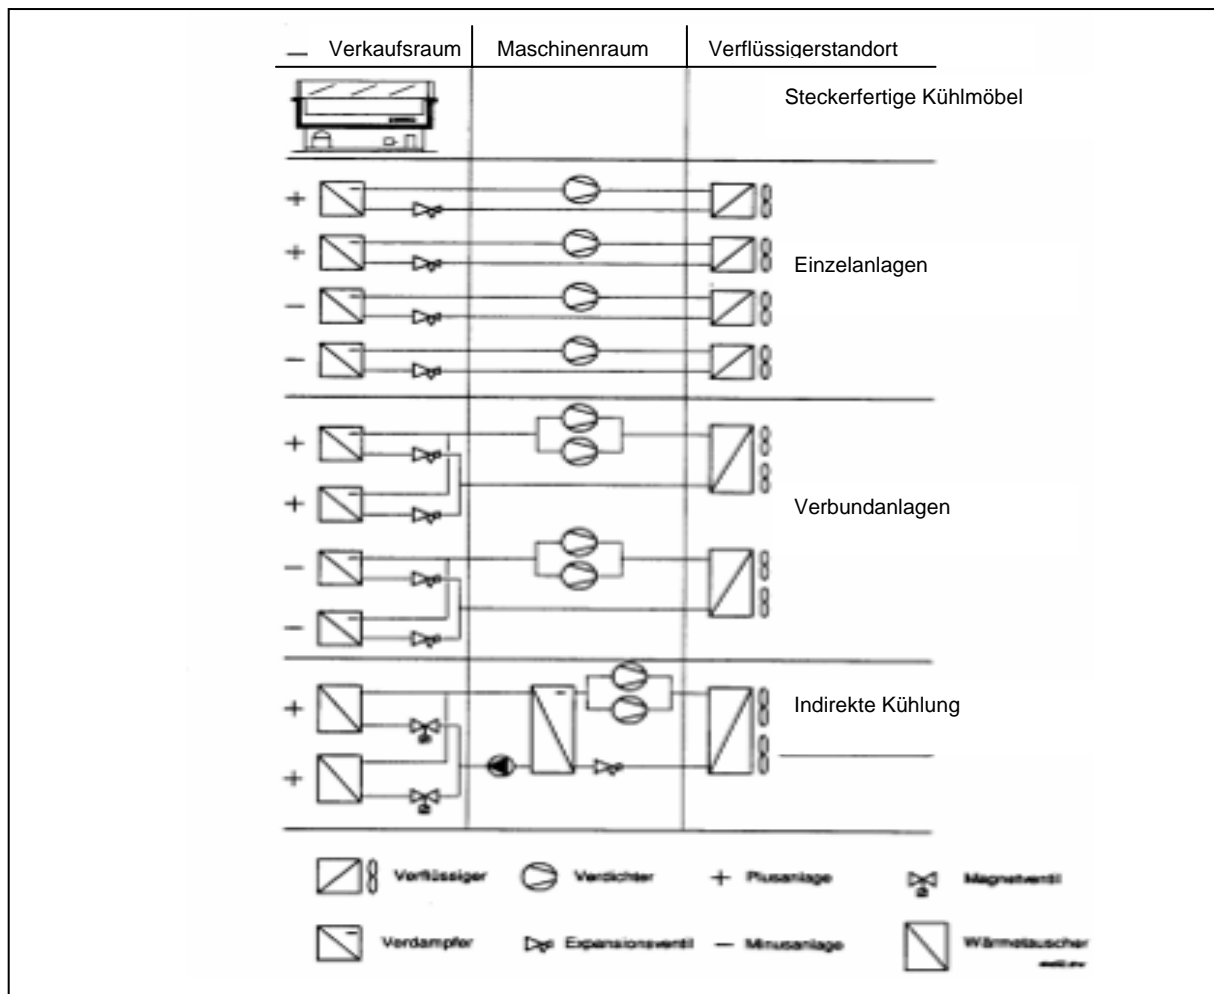 Verkaufsraum Maschinenraum Verflüssigerstandort
Steckerfertige Kühlmöbel
Einzelanlagen
Verbundanlagen
Indirekte Kühlung
Verflüssiger Verdichter + Plusanlage Magnetventil
Verdampfer Expansionsventil − Minusanlage Wärmetauscher